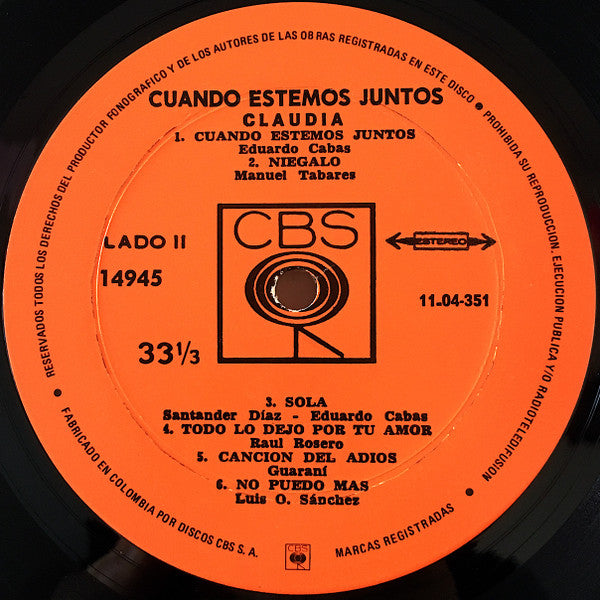 RESERVADOS TODOS LOS DERECHOS DEL PRODUCTOR FONOGRAFICO Y DE LOS AUTORES DE LAS OBRAS REGISTRADAS EN ESTE DISCO • PROHIBIDA SU REPRODUCCION, EJECUCION PUBLICA Y/O RADIOTELEDIFUSION •
CUANDO ESTEMOS JUNTOS
CLAUDIA
1. CUANDO ESTEMOS JUNTOS
Eduardo Cabas
2. NIEGALO
Manuel Tabares
LADO II
CBS
ESTEREO
14945
11-04-351
33⅓
3. SOLA
Santander Díaz - Eduardo Cabas
4. TODO LO DEJO POR TU AMOR
Raul Rosero
5. CANCION DEL ADIOS
Guaraní
6. NO PUEDO MAS
Luis O. Sánchez
• FABRICADO EN COLOMBIA POR DISCOS CBS S. A.
CBS
MARCAS REGISTRADAS •